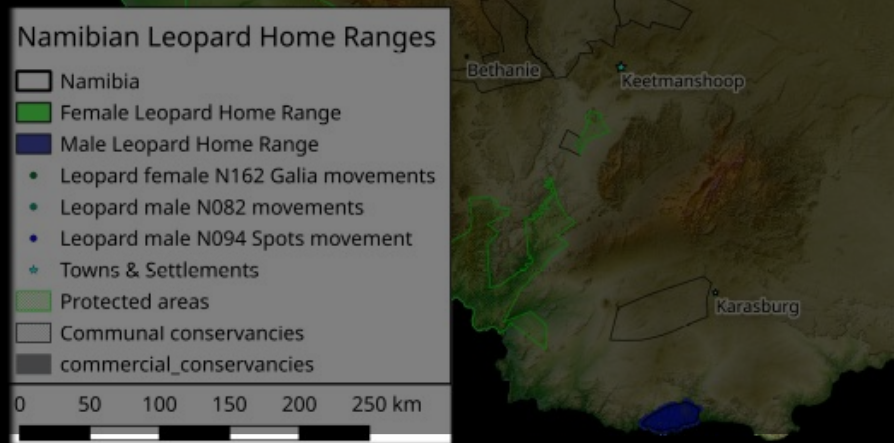 Namibian Leopard Home Ranges
Namibia
Female Leopard Home Range
Male Leopard Home Range
Leopard female N162 Galia movements
Leopard male N082 movements
Leopard male N094 Spots movement
Towns & Settlements
Protected areas
Communal conservancies
commercial_conservancies
0 50 100 150 200 250 km
Bethanie
Keetmanshoop
Karasburg